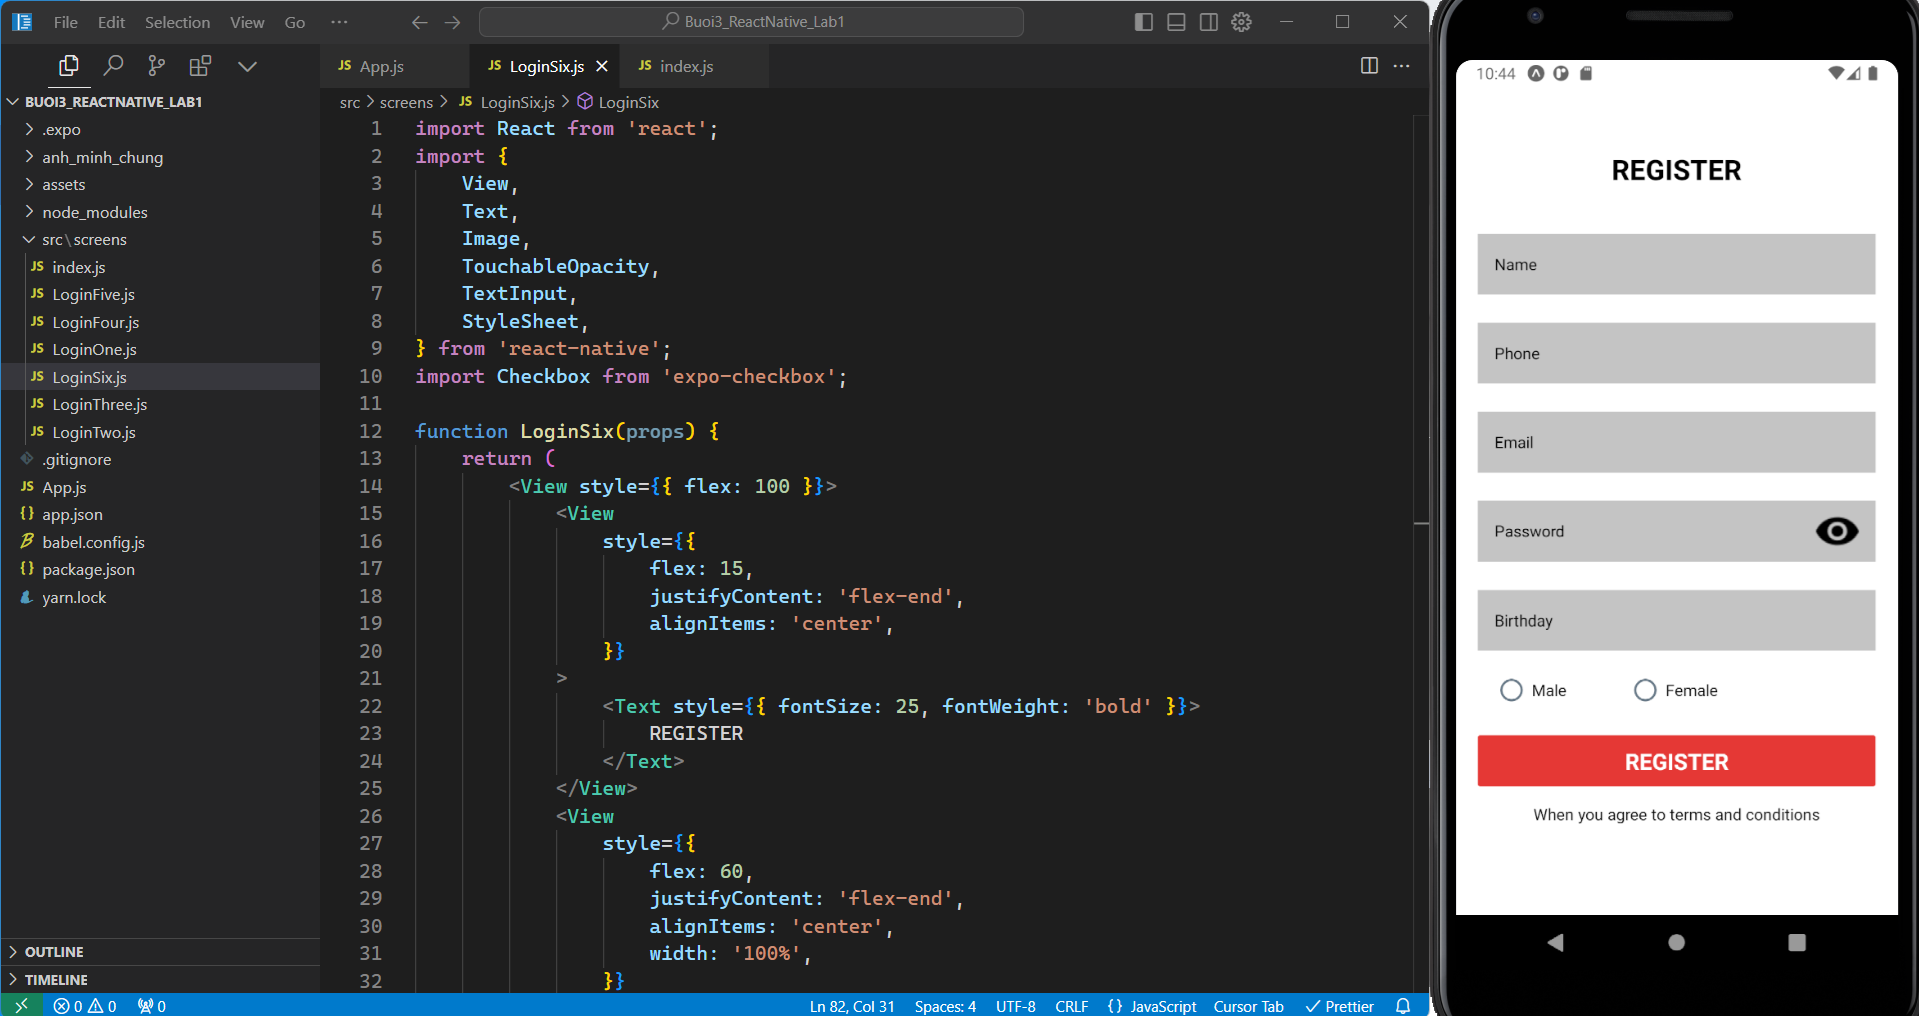 File Edit Selection View Go ···
Buoi3_ReactNative_Lab1
JS App.js
JS LoginSix.js
JS index.js
BUOI3_REACTNATIVE_LAB1
.expo
anh_minh_chung
assets
node_modules
src\screens
JS index.js
JS LoginFive.js
JS LoginFour.js
JS LoginOne.js
JS LoginSix.js
JS LoginThree.js
JS LoginTwo.js
.gitignore
JS App.js
{} app.json
babel.config.js
{} package.json
yarn.lock
OUTLINE
TIMELINE
src > screens > JS LoginSix.js > LoginSix
1 import React from 'react';
2 import {
3 View,
4 Text,
5 Image,
6 TouchableOpacity,
7 TextInput,
8 StyleSheet,
9 } from 'react-native';
10 import Checkbox from 'expo-checkbox';
11
12 function LoginSix(props) {
13 return (
14 <View style={{ flex: 100 }}>
15 <View
16 style={{
17 flex: 15,
18 justifyContent: 'flex-end',
19 alignItems: 'center',
20 }}
21 >
22 <Text style={{ fontSize: 25, fontWeight: 'bold' }}>
23 REGISTER
24 </Text>
25 </View>
26 <View
27 style={{
28 flex: 60,
29 justifyContent: 'flex-end',
30 alignItems: 'center',
31 width: '100%',
32 }}
0 0 0
Ln 82, Col 31 Spaces: 4 UTF-8 CRLF {} JavaScript Cursor Tab Prettier
10:44
REGISTER
Name
Phone
Email
Password
Birthday
Male Female
REGISTER
When you agree to terms and conditions